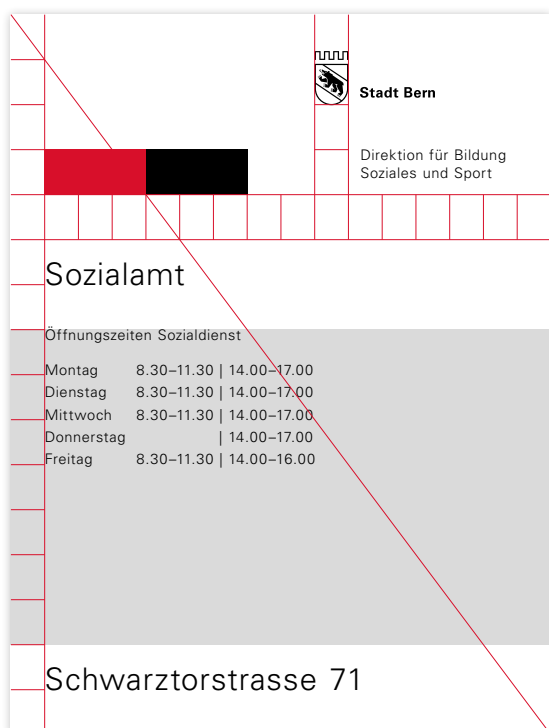 Stadt Bern
Direktion für Bildung
Soziales und Sport
Sozialamt
Öffnungszeiten Sozialdienst
Montag 8.30–11.30 | 14.00–17.00
Dienstag 8.30–11.30 | 14.00–17.00
Mittwoch 8.30–11.30 | 14.00–17.00
Donnerstag | 14.00–17.00
Freitag 8.30–11.30 | 14.00–16.00
Schwarztorstrasse 71